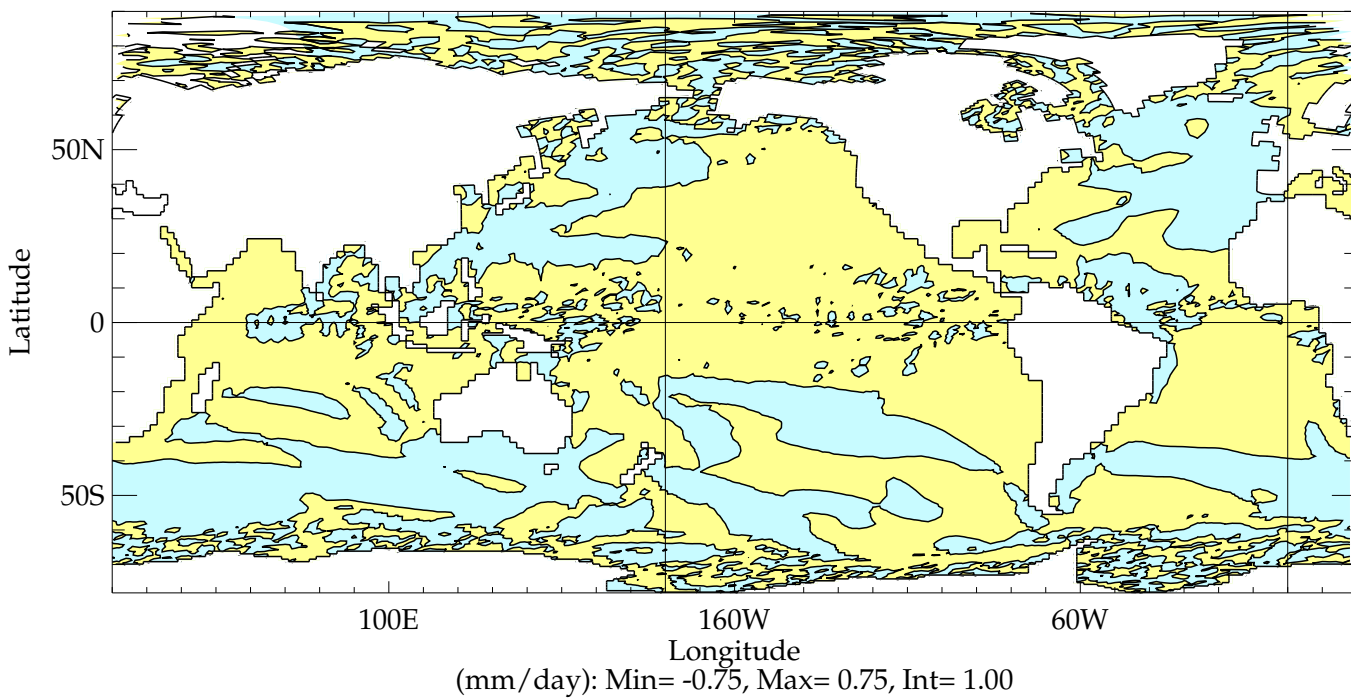 50N
0
50S
Latitude
100E
160W
60W
Longitude
(mm/day): Min= -0.75, Max= 0.75, Int= 1.00